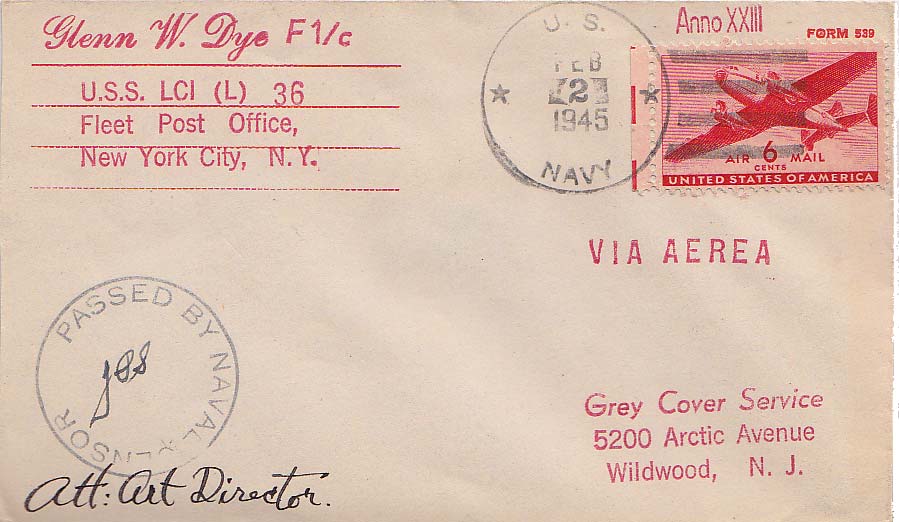 Glenn W. Dye F1/c
U.S.S. LCI (L) 36
Fleet Post Office,
New York City, N.Y.
U. S.
FEB
2
1945
NAVY
Anno XXIII
FORM 539
AIR 6 MAIL
CENTS
UNITED STATES OF AMERICA
VIA AEREA
PASSED BY NAVAL
NSOR
Grey Cover Service
5200 Arctic Avenue
Wildwood, N. J.
Att: Art Director.